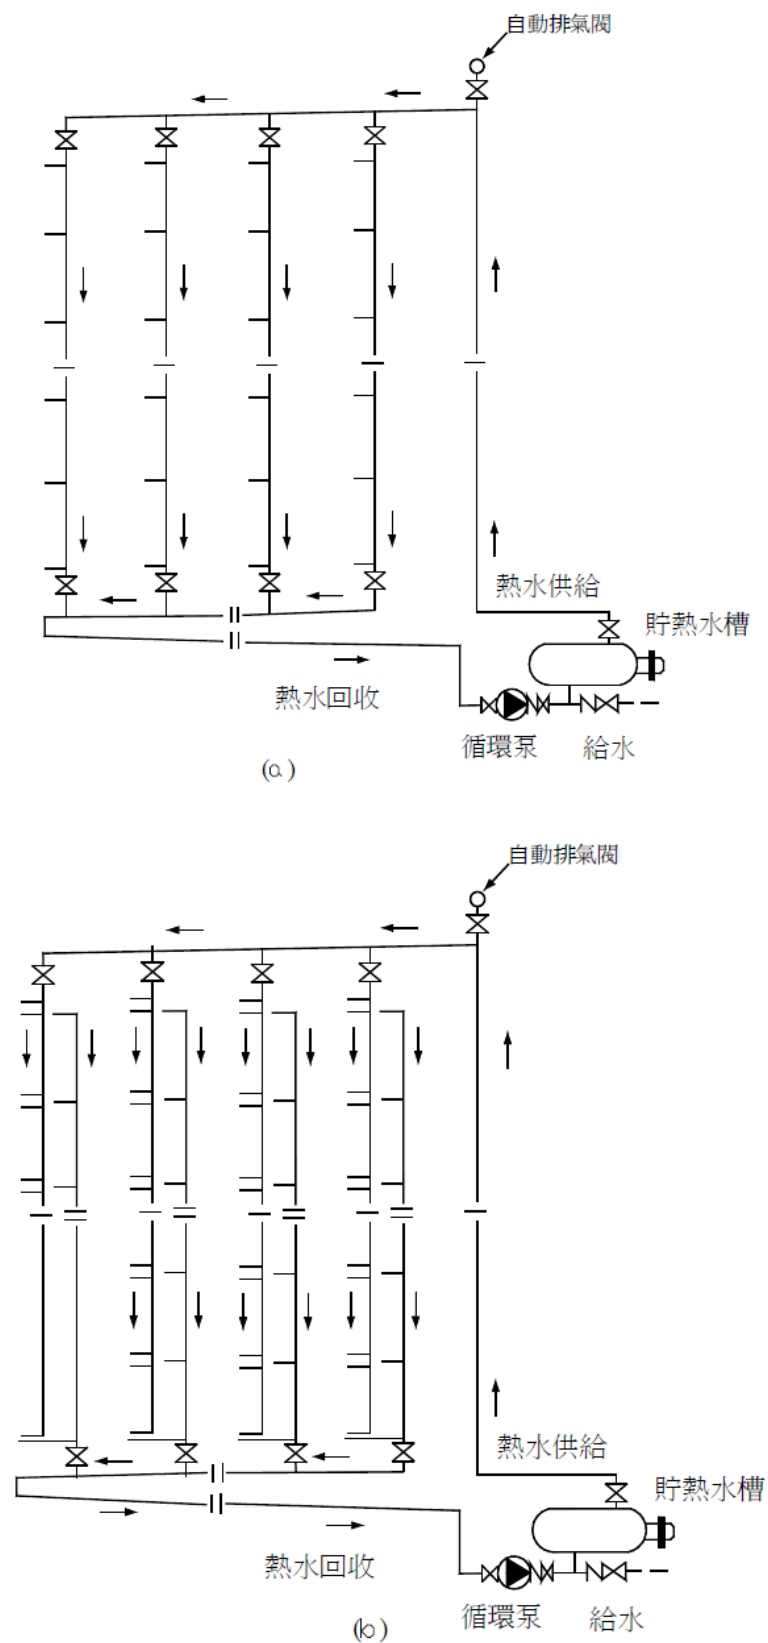 自動排氣閥
熱水供給
貯熱水槽
熱水回收
循環泵
給水
(a)
自動排氣閥
熱水供給
貯熱水槽
熱水回收
循環泵
給水
(b)